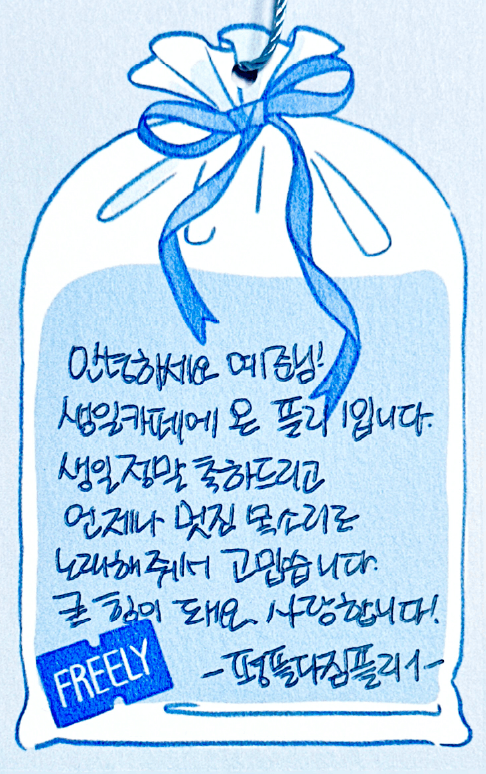 안녕하세요 예준님!
생일카페에 온 플리1입니다.
생일 정말 축하드리고
언제나 멋진 목소리로
노래해주셔서 고맙습니다.
큰 힘이 돼요. 사랑합니다!
FREELY
-평플다짐플리1-